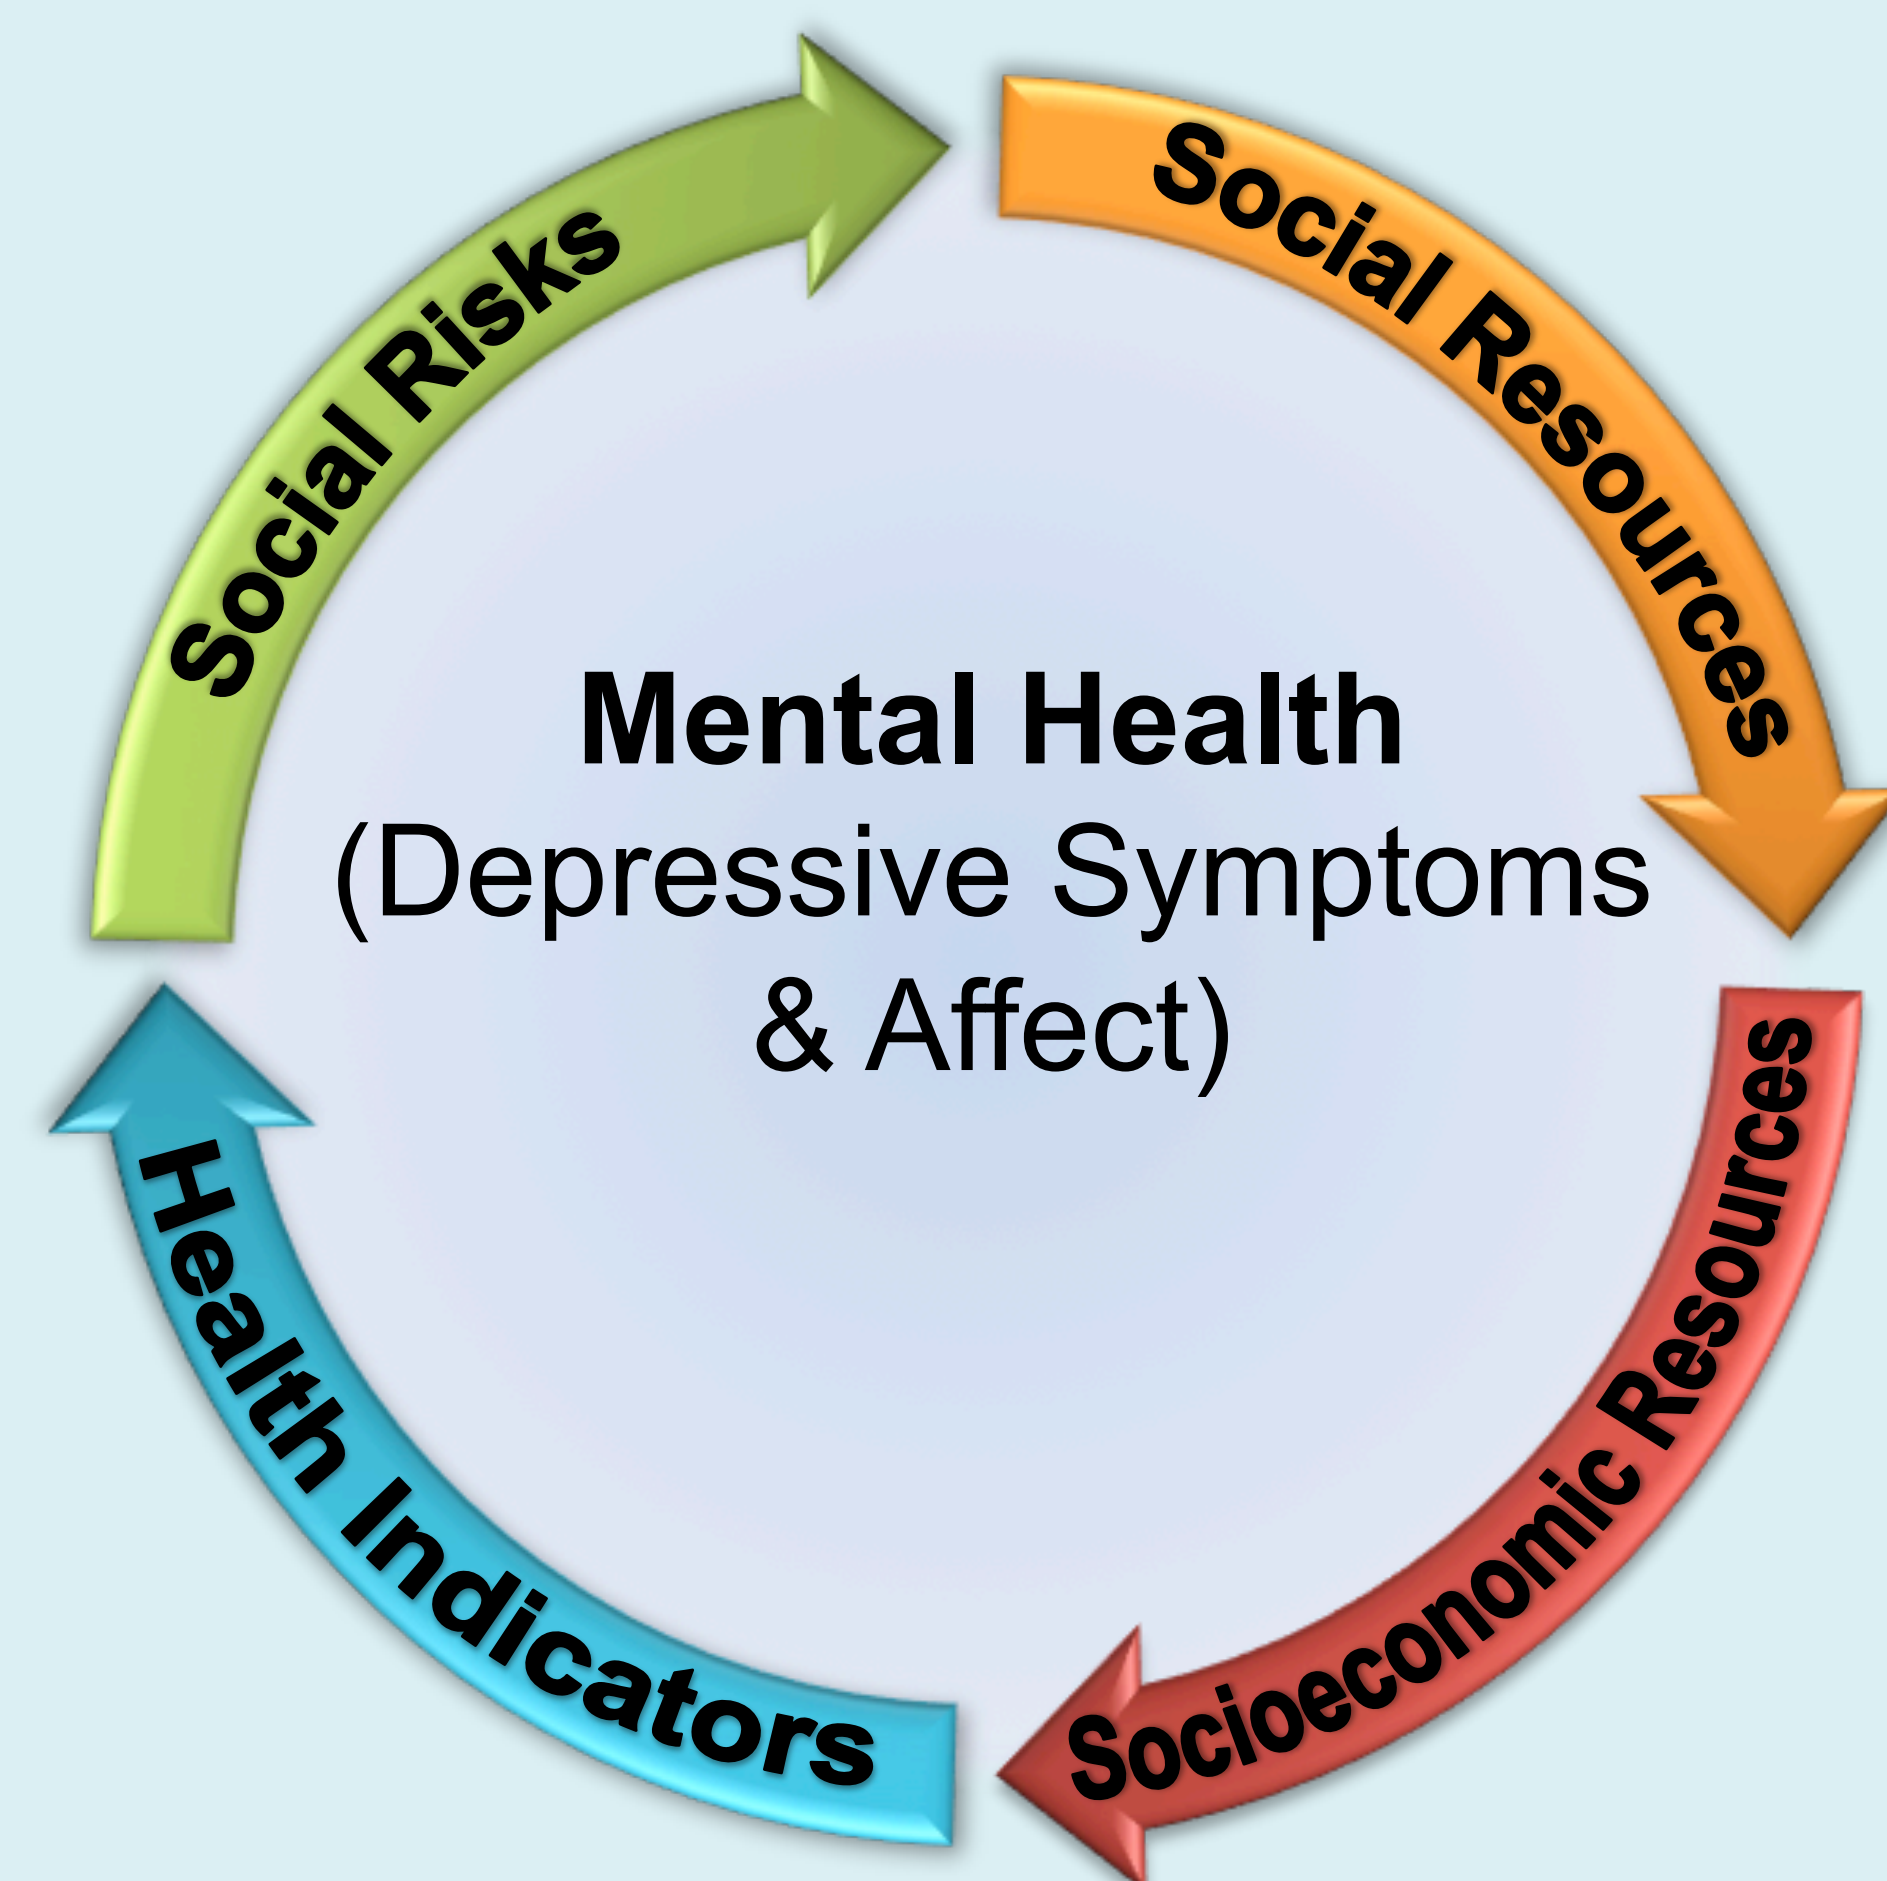 Social Risks
Social Resources
Mental Health
(Depressive Symptoms
& Affect)
Socioeconomic Resources
Health Indicators